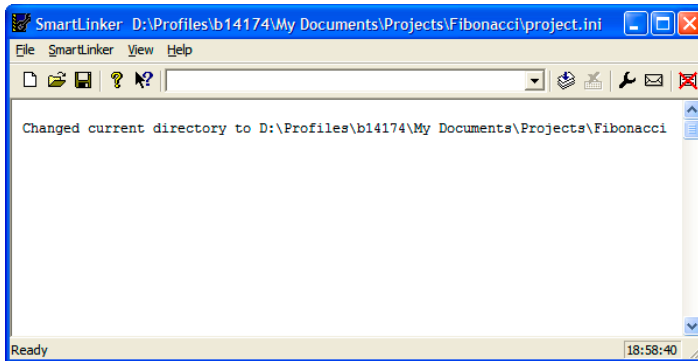 SmartLinker D:\Profiles\b14174\My Documents\Projects\Fibonacci\project.ini
File SmartLinker View Help
Changed current directory to D:\Profiles\b14174\My Documents\Projects\Fibonacci
Ready 18:58:40